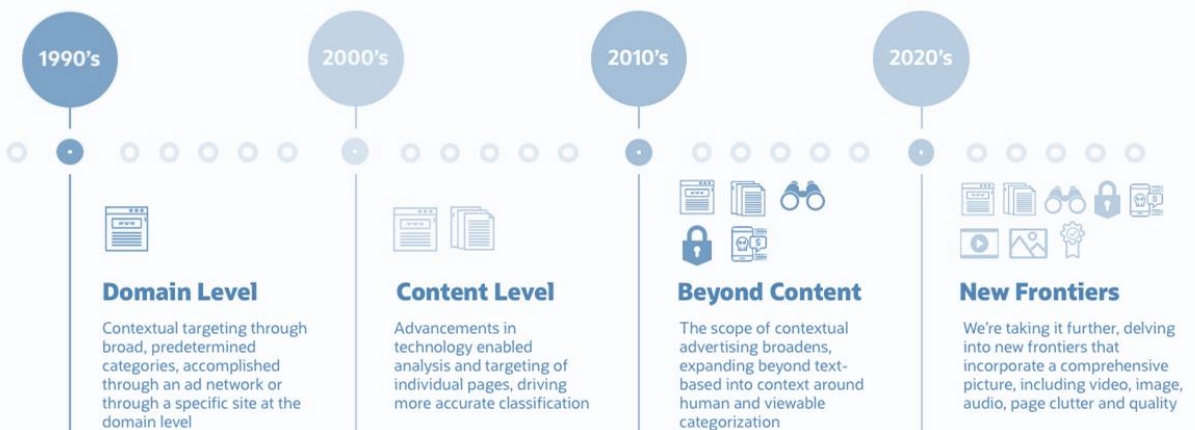 1990's
2000's
2010's
2020's
www
www
www
www
Domain Level
Contextual targeting through
broad, predetermined
categories, accomplished
through an ad network or
through a specific site at the
domain level
Content Level
Advancements in
technology enabled
analysis and targeting of
individual pages, driving
more accurate classification
$
Beyond Content
The scope of contextual
advertising broadens,
expanding beyond text-
based into context around
human and viewable
categorization
$
New Frontiers
We're taking it further, delving
into new frontiers that
incorporate a comprehensive
picture, including video, image,
audio, page clutter and quality